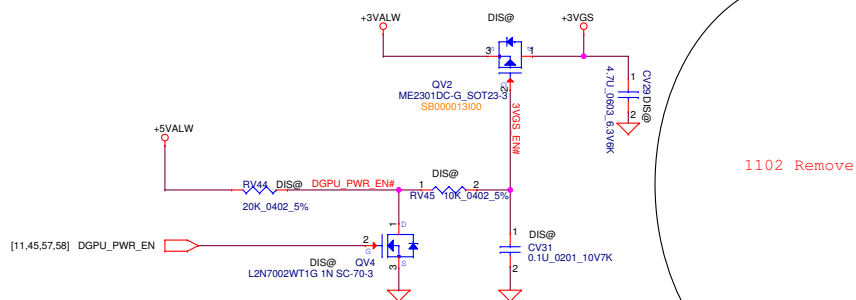 +3VALW
DIS@
+3VGS
3
S
D
1
G
2
QV2
ME2301DC-G_SOT23-3
SB000013I00
3VGS_EN#
1
2
CV29 DIS@
4.7U_0603_6.3V6K
1102 Remove
+5VALW
RV44
DIS@
20K_0402_5%
DGPU_PWR_EN#
DIS@
1
2
RV45
10K_0402_5%
[11,45,57,58]
DGPU_PWR_EN
2
G
1
D
3
S
DIS@
QV4
L2N7002WT1G 1N SC-70-3
1
2
DIS@
CV31
0.1U_0201_10V7K